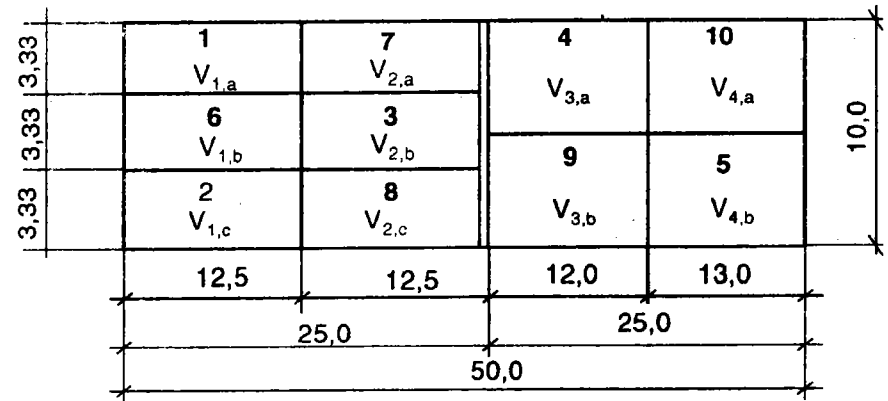 1 7 4 10
3,33 V1,a V2,a V3,a V4,a
6 3
3,33 V1,b V2,b 10,0
2 8 9 5
3,33 V1,c V2,c V3,b V4,b
12,5 12,5 12,0 13,0
25,0 25,0
50,0